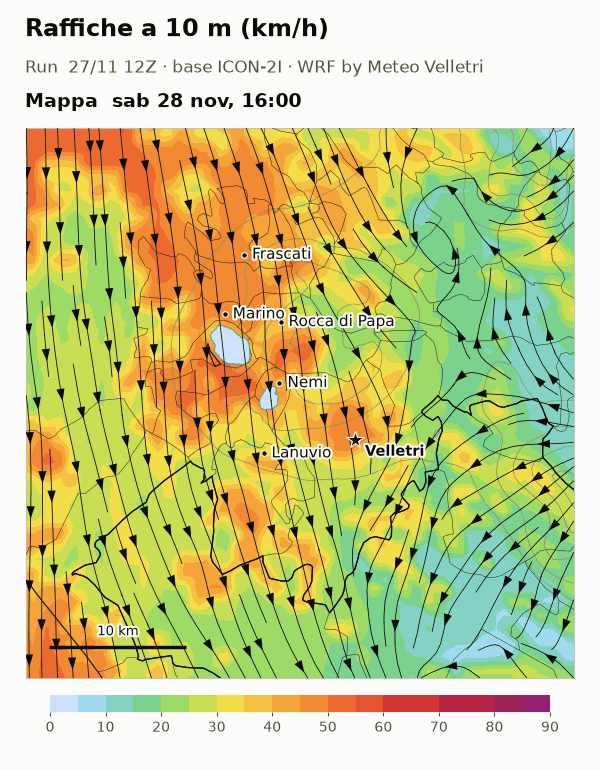 Raffiche a 10 m (km/h)
Run  27/11 12Z · base ICON-2I · WRF by Meteo Velletri
Mappa  sab 28 nov, 16:00
Frascati
Marino
Rocca di Papa
Nemi
Velletri
Lanuvio
10 km
0 10 20 30 40 50 60 70 80 90